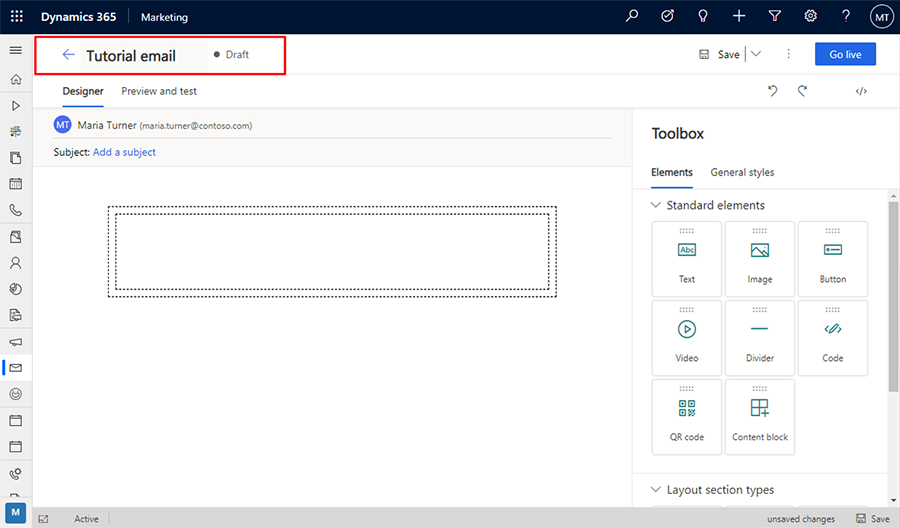 Dynamics 365 Marketing MT
Tutorial email Draft Save Go live
Designer Preview and test </>
MT Maria Turner (maria.turner@contoso.com)
Subject: Add a subject
Toolbox
Elements General styles
Standard elements
Abc
Text Image Button
Video Divider Code
QR code Content block
Layout section types
M Active unsaved changes Save